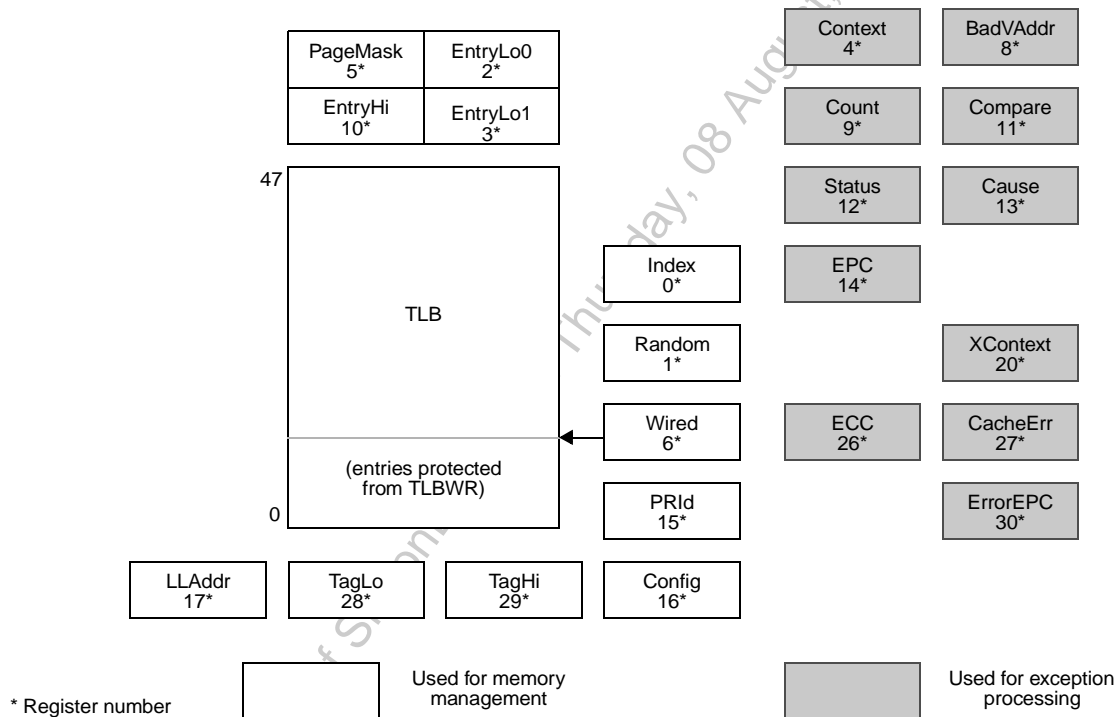 Context
4*
BadVAddr
8*
PageMask
5*
EntryLo0
2*
EntryHi
10*
EntryLo1
3*
Count
9*
Compare
11*
47
Status
12*
Cause
13*
Index
0*
EPC
14*
TLB
Random
1*
XContext
20*
Wired
6*
ECC
26*
CacheErr
27*
(entries protected
from TLBWR)
0
PRId
15*
ErrorEPC
30*
LLAddr
17*
TagLo
28*
TagHi
29*
Config
16*
* Register number
Used for memory
management
Used for exception
processing
day, 08 Augus